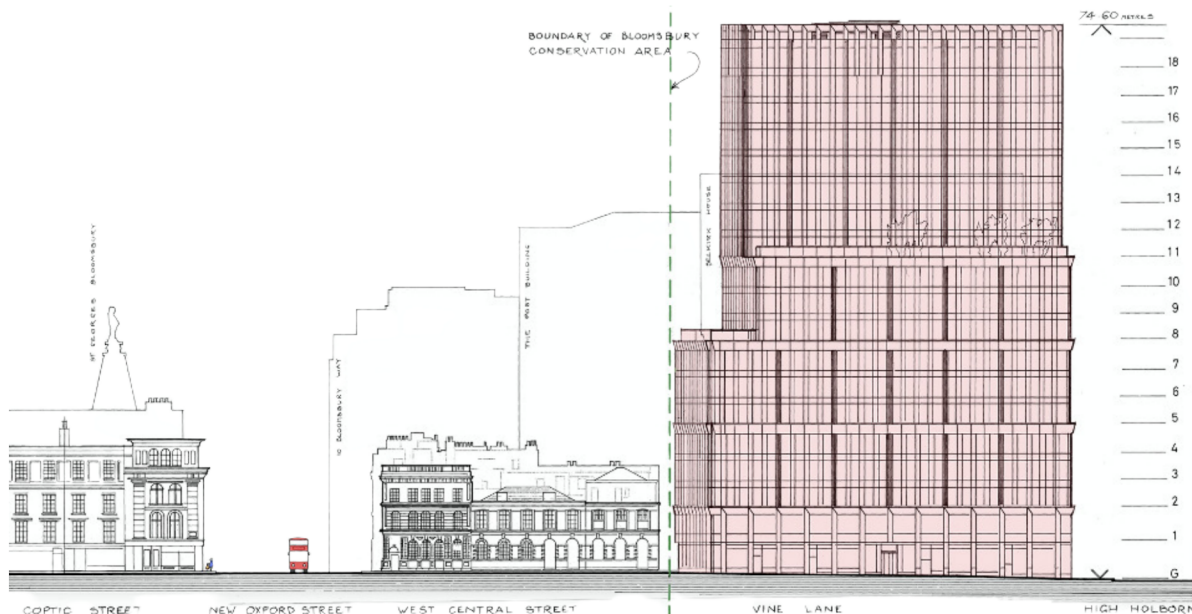 74 60 METRES
BOUNDARY OF BLOOMSBURY
CONSERVATION AREA
18
17
16
15
14
13
12
11
10
9
8
7
6
5
4
3
2
1
G
ST GEORGES BLOOMSBURY
10 BLOOMSBURY WAY
THE POST BUILDING
SELKIRK HOUSE
COPTIC STREET
NEW OXFORD STREET
WEST CENTRAL STREET
VINE LANE
HIGH HOLBORN